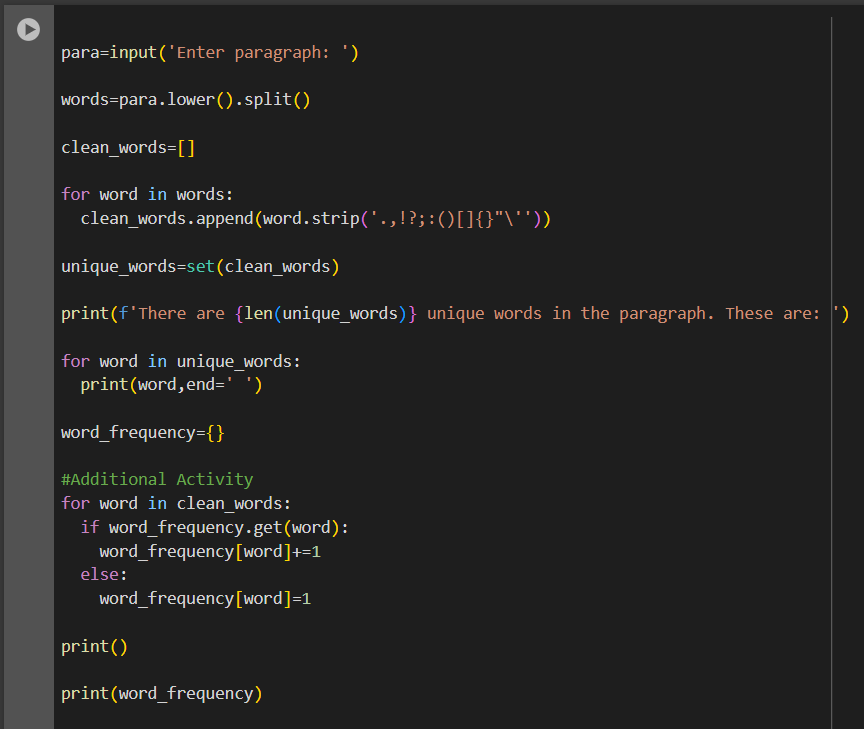 para=input('Enter paragraph: ')
words=para.lower().split()
clean_words=[]
for word in words:
  clean_words.append(word.strip('.,!?;:()[]{}"\''))
unique_words=set(clean_words)
print(f'There are {len(unique_words)} unique words in the paragraph. These are: ')
for word in unique_words:
  print(word,end=' ')
word_frequency={}
#Additional Activity
for word in clean_words:
  if word_frequency.get(word):
    word_frequency[word]+=1
  else:
    word_frequency[word]=1
print()
print(word_frequency)